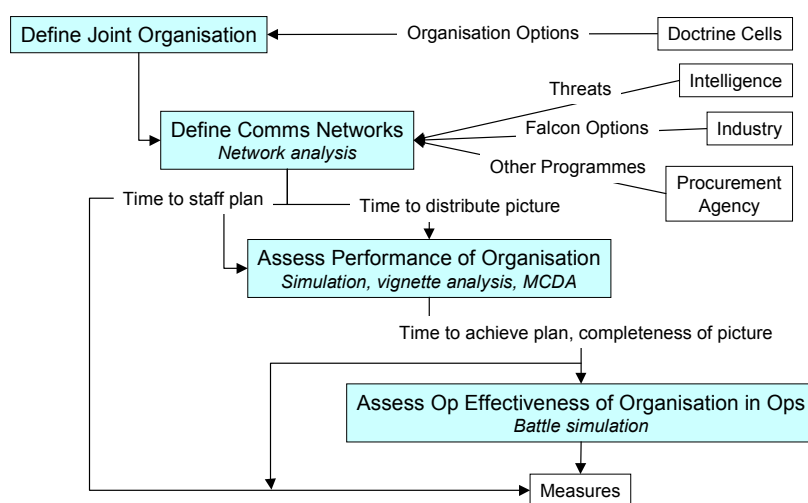 Define Joint Organisation
Organisation Options
Doctrine Cells
Threats
Intelligence
Define Comms Networks
Network analysis
Falcon Options
Industry
Other Programmes
Procurement
Agency
Time to staff plan
Time to distribute picture
Assess Performance of Organisation
Simulation, vignette analysis, MCDA
Time to achieve plan, completeness of picture
Assess Op Effectiveness of Organisation in Ops
Battle simulation
Measures